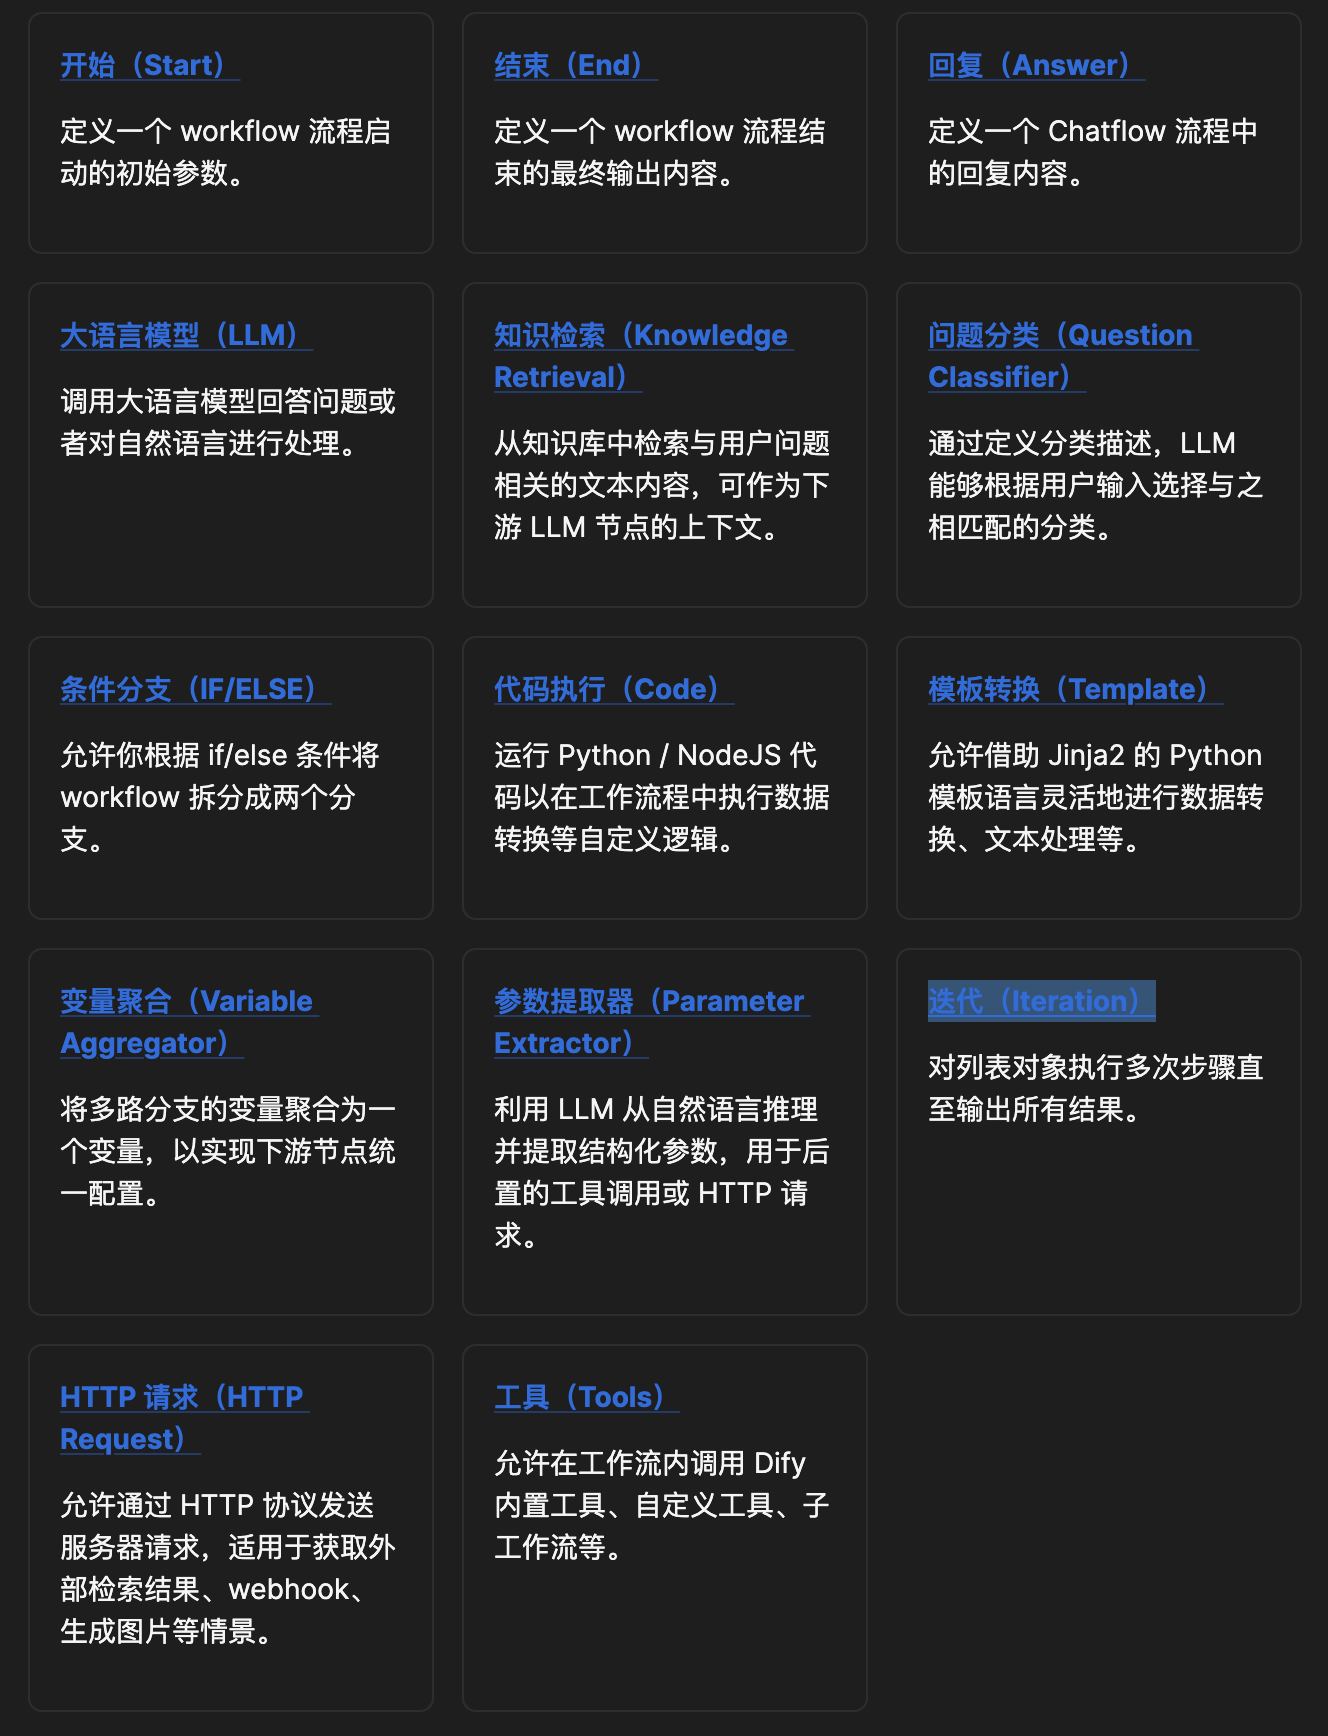 开始（Start）
定义一个 workflow 流程启
动的初始参数。
结束（End）
定义一个 workflow 流程结
束的最终输出内容。
回复（Answer）
定义一个 Chatflow 流程中
的回复内容。
大语言模型（LLM）
调用大语言模型回答问题或
者对自然语言进行处理。
知识检索（Knowledge
Retrieval）
从知识库中检索与用户问题
相关的文本内容，可作为下
游 LLM 节点的上下文。
问题分类（Question
Classifier）
通过定义分类描述，LLM
能够根据用户输入选择与之
相匹配的分类。
条件分支（IF/ELSE）
允许你根据 if/else 条件将
workflow 拆分成两个分
支。
代码执行（Code）
运行 Python / NodeJS 代
码以在工作流程中执行数据
转换等自定义逻辑。
模板转换（Template）
允许借助 Jinja2 的 Python
模板语言灵活地进行数据转
换、文本处理等。
变量聚合（Variable
Aggregator）
将多路分支的变量聚合为一
个变量，以实现下游节点统
一配置。
参数提取器（Parameter
Extractor）
利用 LLM 从自然语言推理
并提取结构化参数，用于后
置的工具调用或 HTTP 请
求。
迭代（Iteration）
对列表对象执行多次步骤直
至输出所有结果。
HTTP 请求（HTTP
Request）
允许通过 HTTP 协议发送
服务器请求，适用于获取外
部检索结果、webhook、
生成图片等情景。
工具（Tools）
允许在工作流内调用 Dify
内置工具、自定义工具、子
工作流等。